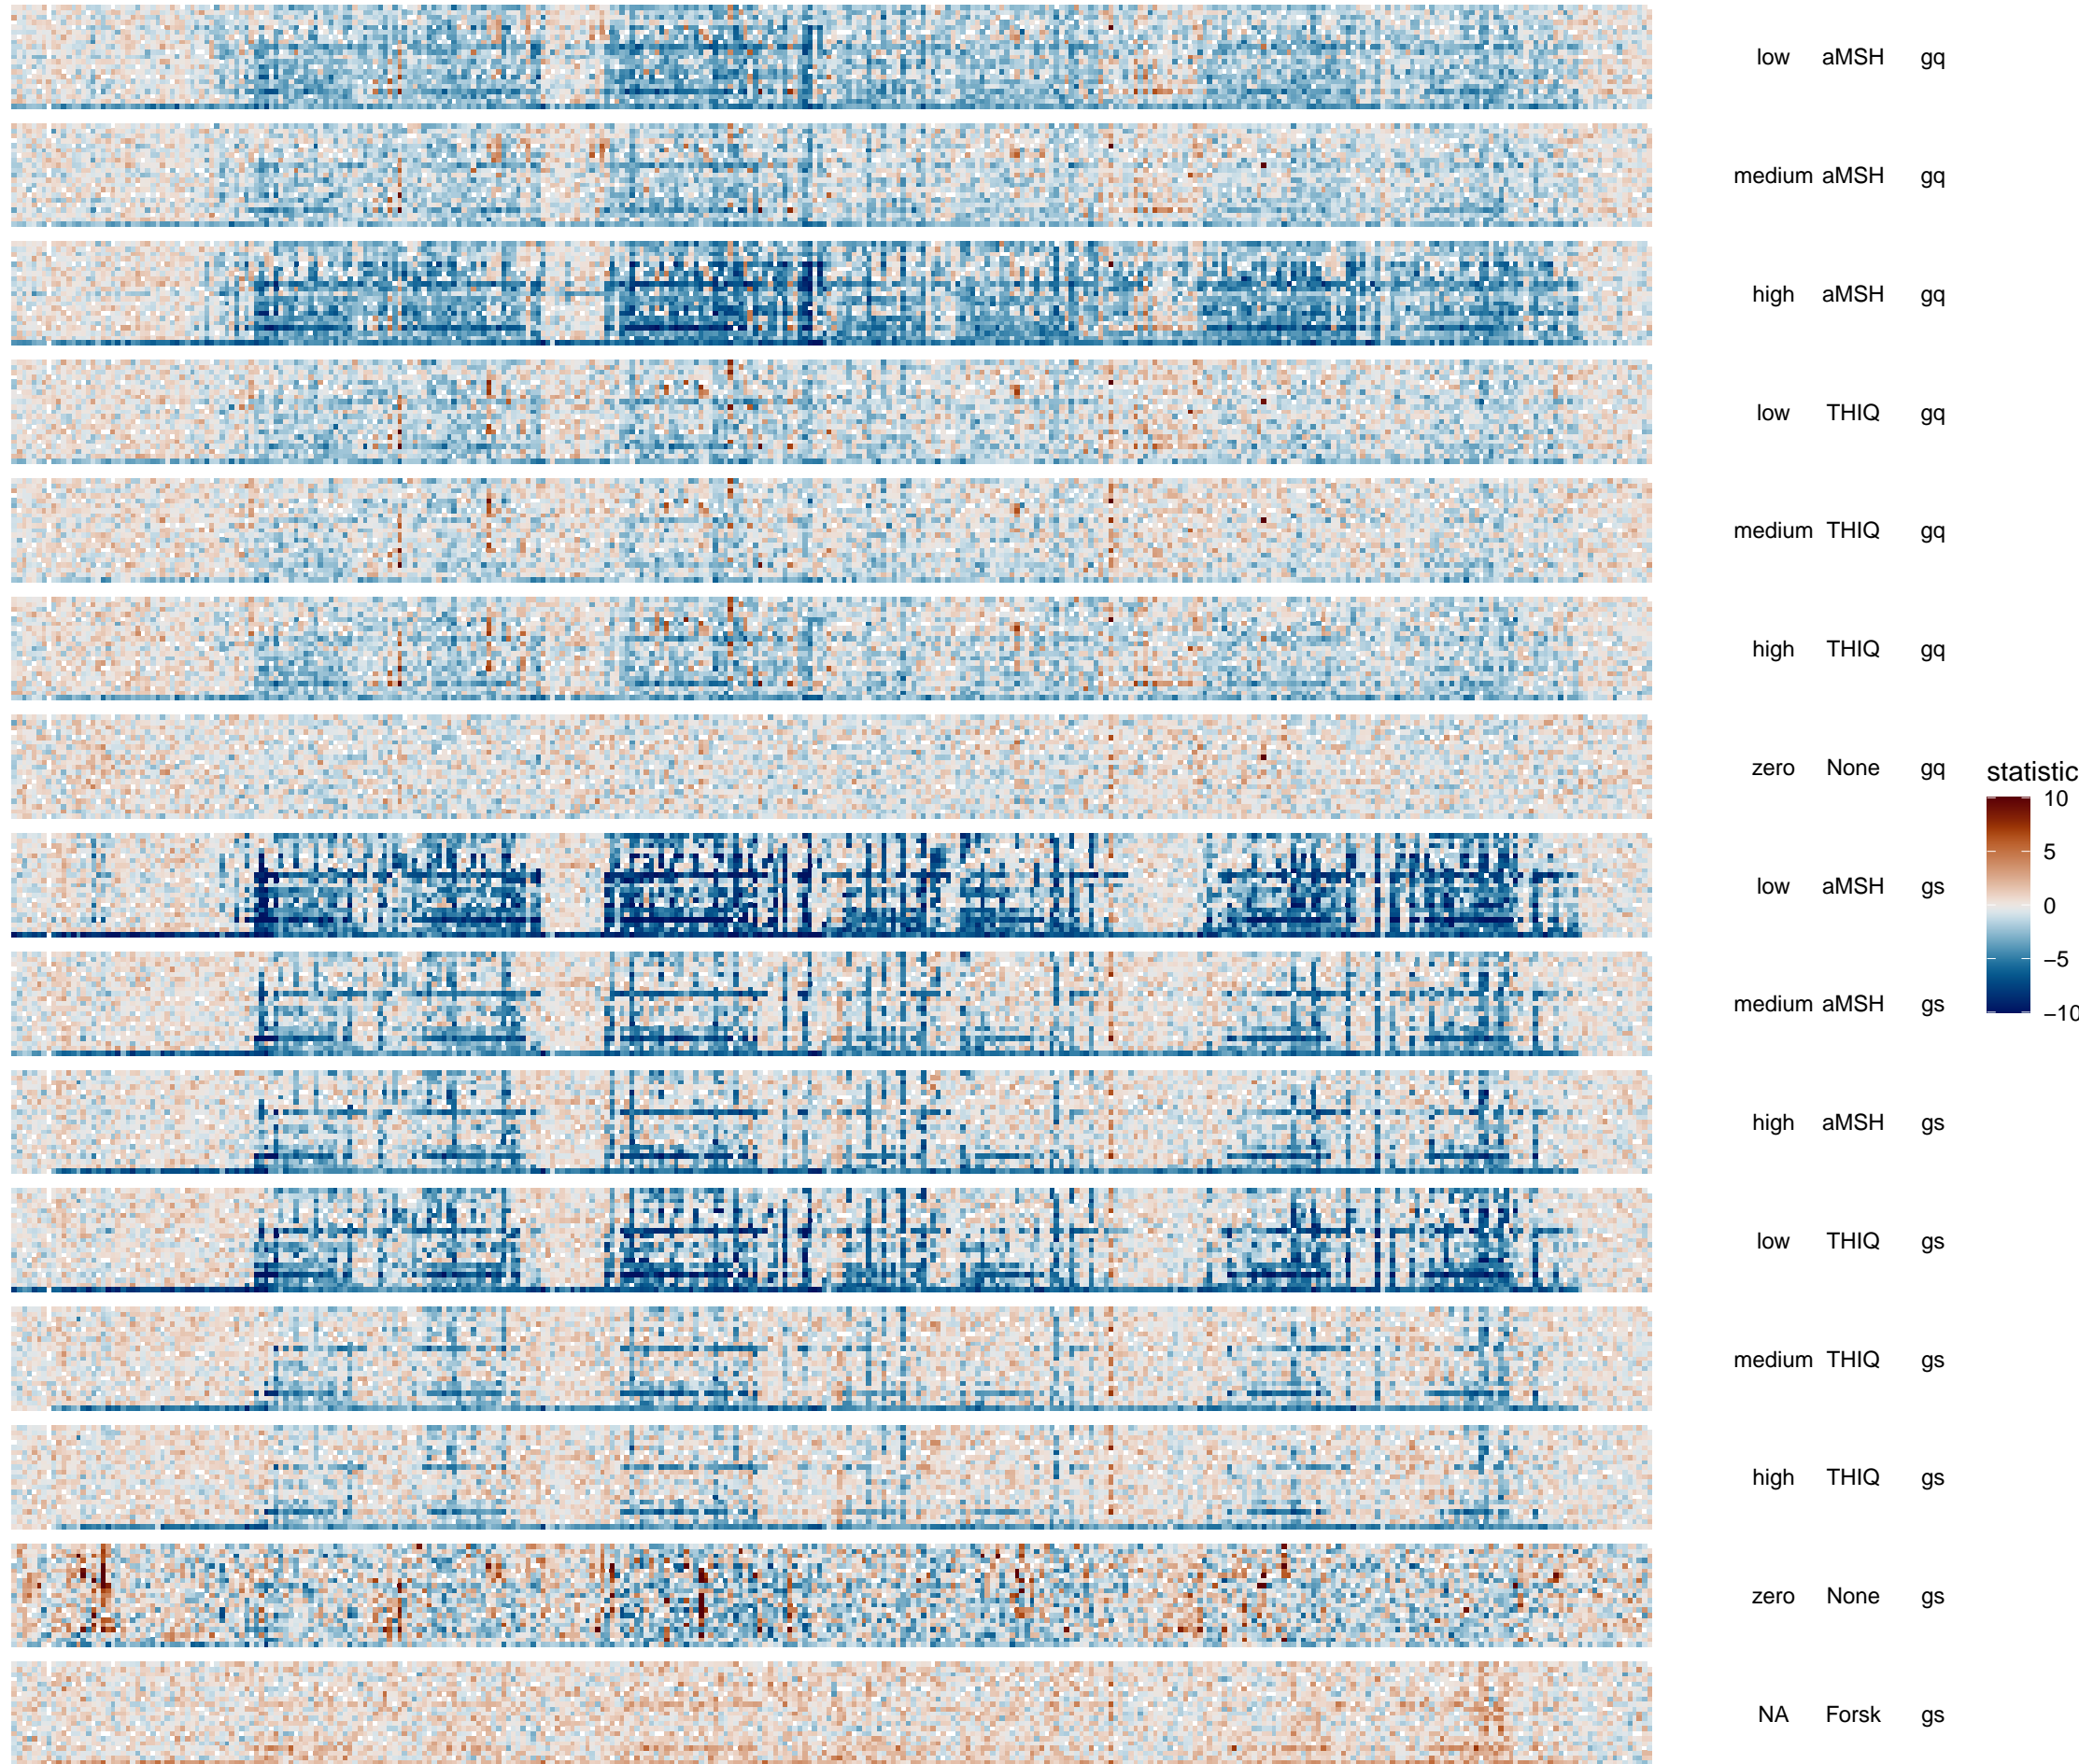 low aMSH gq
medium aMSH gq
high aMSH gq
low THIQ gq
medium THIQ gq
high THIQ gq
zero None gq
statistic
10
5
0
−5
−10
low aMSH gs
medium aMSH gs
high aMSH gs
low THIQ gs
medium THIQ gs
high THIQ gs
zero None gs
NA Forsk gs